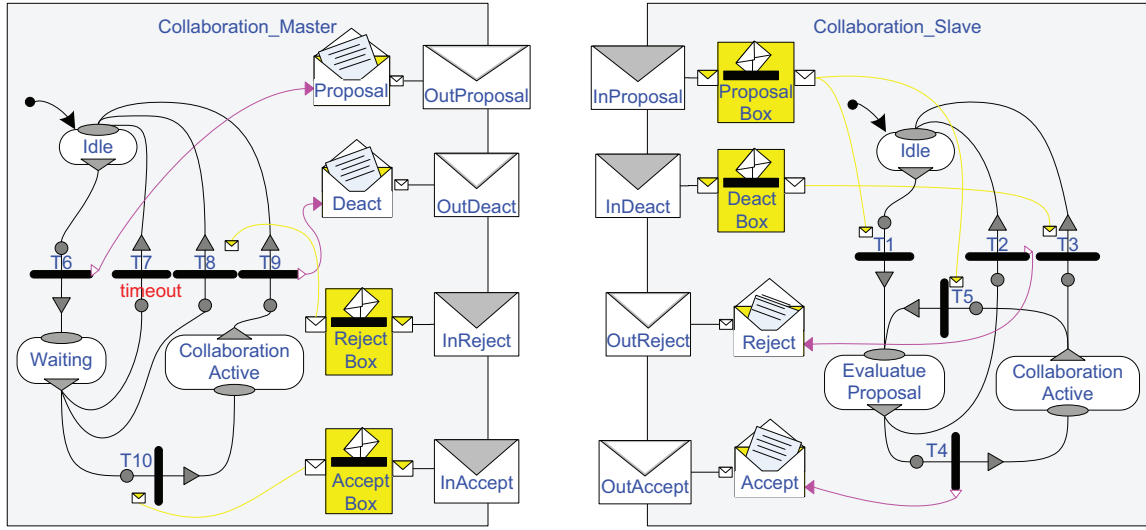 Collaboration_Master
Proposal
OutProposal
Idle
Deact
OutDeact
T6
T7
T8
T9
timeout
Waiting
Collaboration
Active
Reject
Box
InReject
T10
Accept
Box
InAccept
Collaboration_Slave
InProposal
Proposal
Box
Idle
InDeact
Deact
Box
T1
T2
T3
T5
OutReject
Reject
Evaluatue
Proposal
Collaboration
Active
T4
OutAccept
Accept